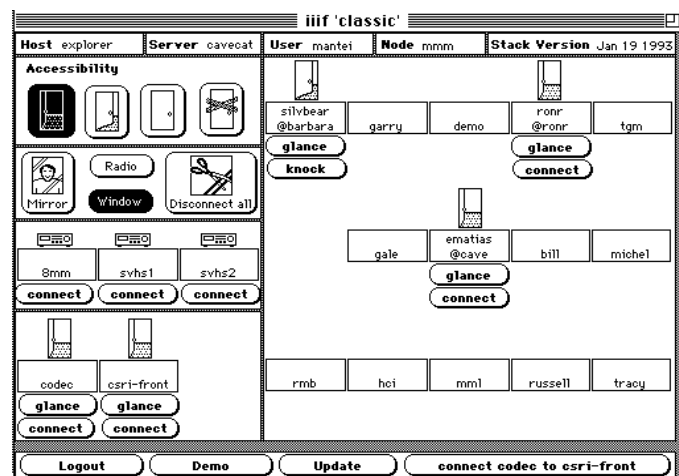 iiif 'classic'
Host explorer Server cavecat User mantei Node mmm Stack Version Jan 19 1993
Accessibility
Mirror Radio Window Disconnect all
8mm svhs1 svhs2
connect connect connect
codec csri-front
glance glance
connect connect
silvbear @barbara garry demo ronr @ronr tgm
glance glance
knock connect
gale ematias @cave bill michel
glance
connect
rmb hci mm1 russell tracy
Logout Demo Update connect codec to csri-front